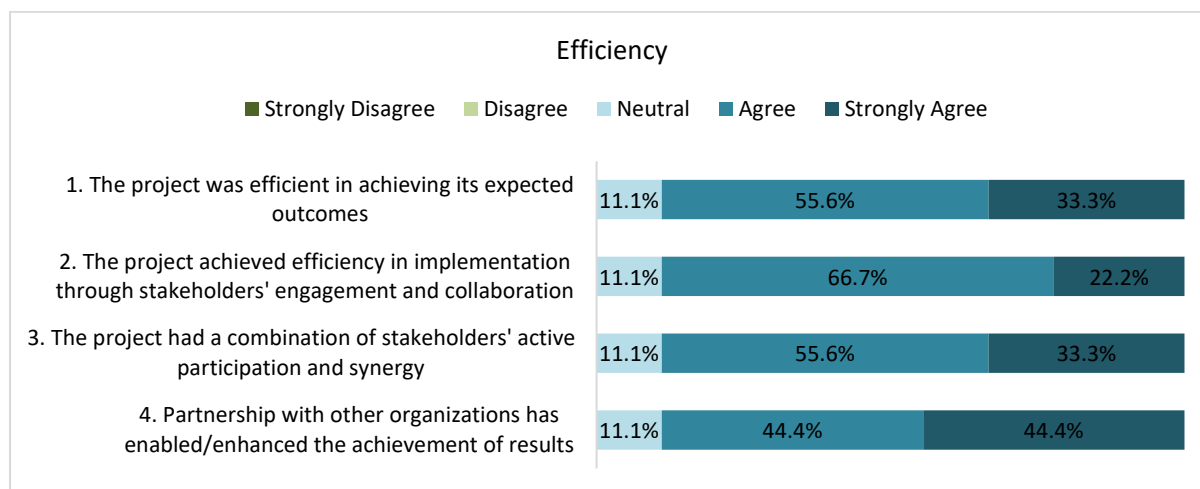 Efficiency
Strongly Disagree Disagree Neutral Agree Strongly Agree
1. The project was efficient in achieving its expected
outcomes
11.1% 55.6% 33.3%
2. The project achieved efficiency in implementation
through stakeholders' engagement and collaboration
11.1% 66.7% 22.2%
3. The project had a combination of stakeholders' active
participation and synergy
11.1% 55.6% 33.3%
4. Partnership with other organizations has
enabled/enhanced the achievement of results
11.1% 44.4% 44.4%